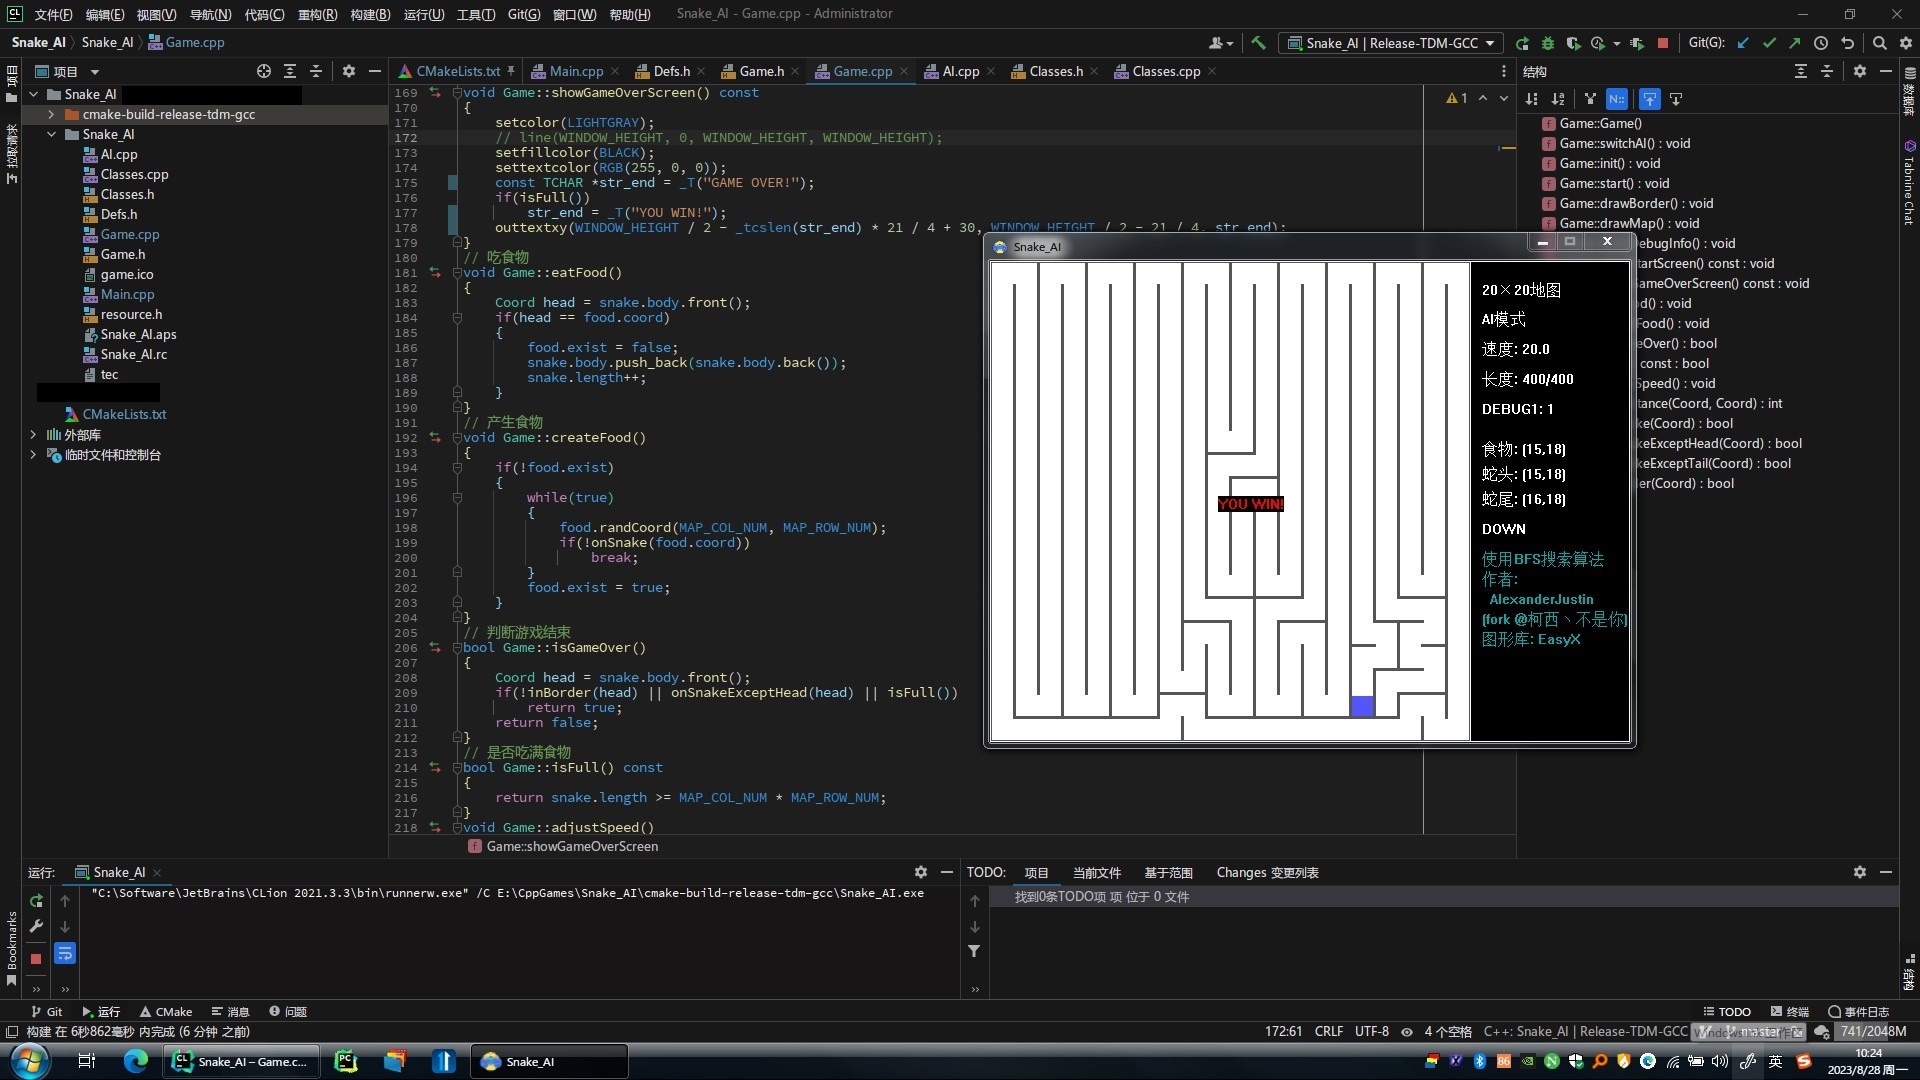 文件(F) 编辑(E) 视图(V) 导航(N) 代码(C) 重构(R) 构建(B) 运行(U) 工具(T) Git(G) 窗口(W) 帮助(H) Snake_AI - Game.cpp - Administrator
Snake_AI Snake_AI Game.cpp
Snake_AI | Release-TDM-GCC Git(G):
项目
CMakeLists.txt Main.cpp Defs.h Game.h Game.cpp AI.cpp Classes.h Classes.cpp
结构
项目
拉取请求
Snake_AI
cmake-build-release-tdm-gcc
Snake_AI
AI.cpp
Classes.cpp
Classes.h
Defs.h
Game.cpp
Game.h
game.ico
Main.cpp
resource.h
Snake_AI.aps
Snake_AI.rc
tec
CMakeLists.txt
外部库
临时文件和控制台
169 void Game::showGameOverScreen() const
170 {
171 setcolor(LIGHTGRAY);
172 // line(WINDOW_HEIGHT, 0, WINDOW_HEIGHT, WINDOW_HEIGHT);
173 setfillcolor(BLACK);
174 settextcolor(RGB(255, 0, 0));
175 const TCHAR *str_end = _T("GAME OVER!");
176 if(isFull())
177 str_end = _T("YOU WIN!");
178 outtextxy(WINDOW_HEIGHT / 2 - _tcslen(str_end) * 21 / 4 + 30, WINDOW_HEIGHT / 2 - 21 / 4, str_end);
179 }
180 // 吃食物
181 void Game::eatFood()
182 {
183 Coord head = snake.body.front();
184 if(head == food.coord)
185 {
186 food.exist = false;
187 snake.body.push_back(snake.body.back());
188 snake.length++;
189 }
190 }
191 // 产生食物
192 void Game::createFood()
193 {
194 if(!food.exist)
195 {
196 while(true)
197 {
198 food.randCoord(MAP_COL_NUM, MAP_ROW_NUM);
199 if(!onSnake(food.coord))
200 break;
201 }
202 food.exist = true;
203 }
204 }
205 // 判断游戏结束
206 bool Game::isGameOver()
207 {
208 Coord head = snake.body.front();
209 if(!inBorder(head) || onSnakeExceptHead(head) || isFull())
210 return true;
211 return false;
212 }
213 // 是否吃满食物
214 bool Game::isFull() const
215 {
216 return snake.length >= MAP_COL_NUM * MAP_ROW_NUM;
217 }
218 void Game::adjustSpeed()
Game::showGameOverScreen
1
Game::Game()
Game::switchAI() : void
Game::init() : void
Game::start() : void
Game::drawBorder() : void
Game::drawMap() : void
ebugInfo() : void
tartScreen() const : void
ameOverScreen() const : void
d() : void
Food() : void
eOver() : bool
const : bool
Speed() : void
tance(Coord, Coord) : int
ke(Coord) : bool
keExceptHead(Coord) : bool
keExceptTail(Coord) : bool
er(Coord) : bool
数据库
Tabnine Chat
Snake_AI
YOU WIN!
20×20地图
AI模式
速度: 20.0
长度: 400/400
DEBUG1: 1
食物: (15,18)
蛇头: (15,18)
蛇尾: (16,18)
DOWN
使用BFS搜索算法
作者:
AlexanderJustin
(fork @柯西丶不是你)
图形库: EasyX
运行: Snake_AI
"C:\Software\JetBrains\CLion 2021.3.3\bin\runnerw.exe" /C E:\CppGames\Snake_AI\cmake-build-release-tdm-gcc\Snake_AI.exe
TODO: 项目 当前文件 基于范围 Changes 变更列表
找到0条TODO项 项 位于 0 文件
Bookmarks
结构
Git 运行 CMake 消息 问题 TODO 终端 事件日志
构建 在 6秒862毫秒 内完成 (6 分钟 之前) 172:61 CRLF UTF-8 4 个空格 C++: Snake_AI | Release-TDM-GCC master 741/2048M
Snake_AI – Game.c... Snake_AI 86 英 10:24
2023/8/28 周一